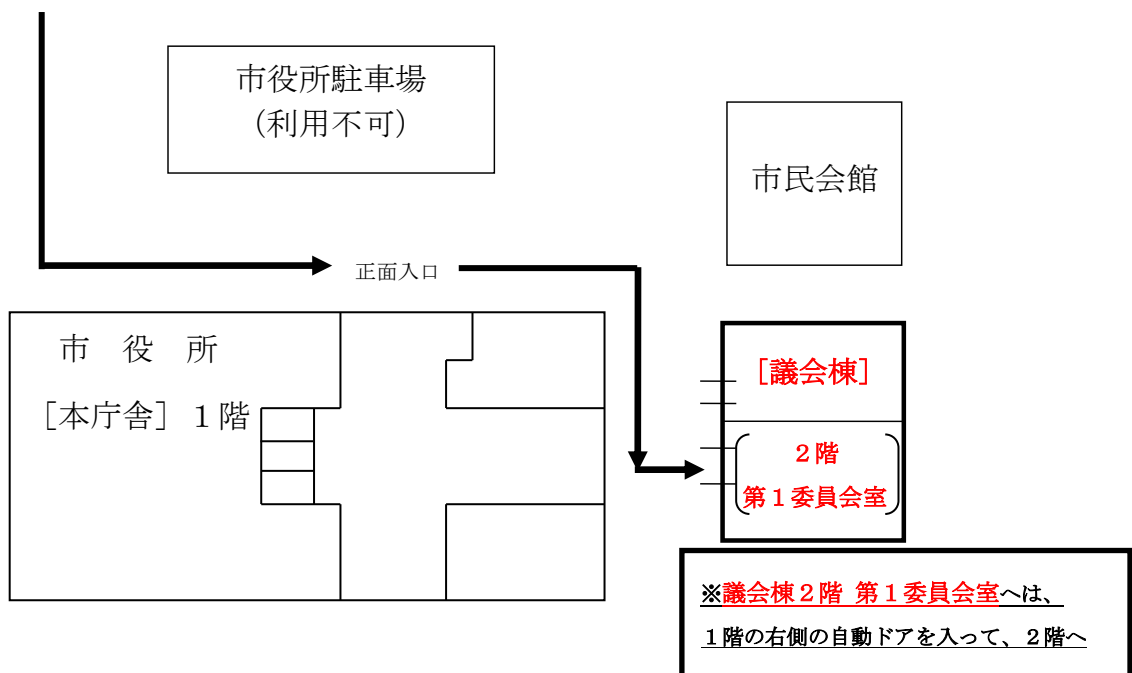 市役所駐車場
(利用不可)
市民会館
正面入口
市　役　所
［本庁舎］１階
［議会棟］
２階
第１委員会室
※議会棟２階 第１委員会室へは、
１階の右側の自動ドアを入って、２階へ